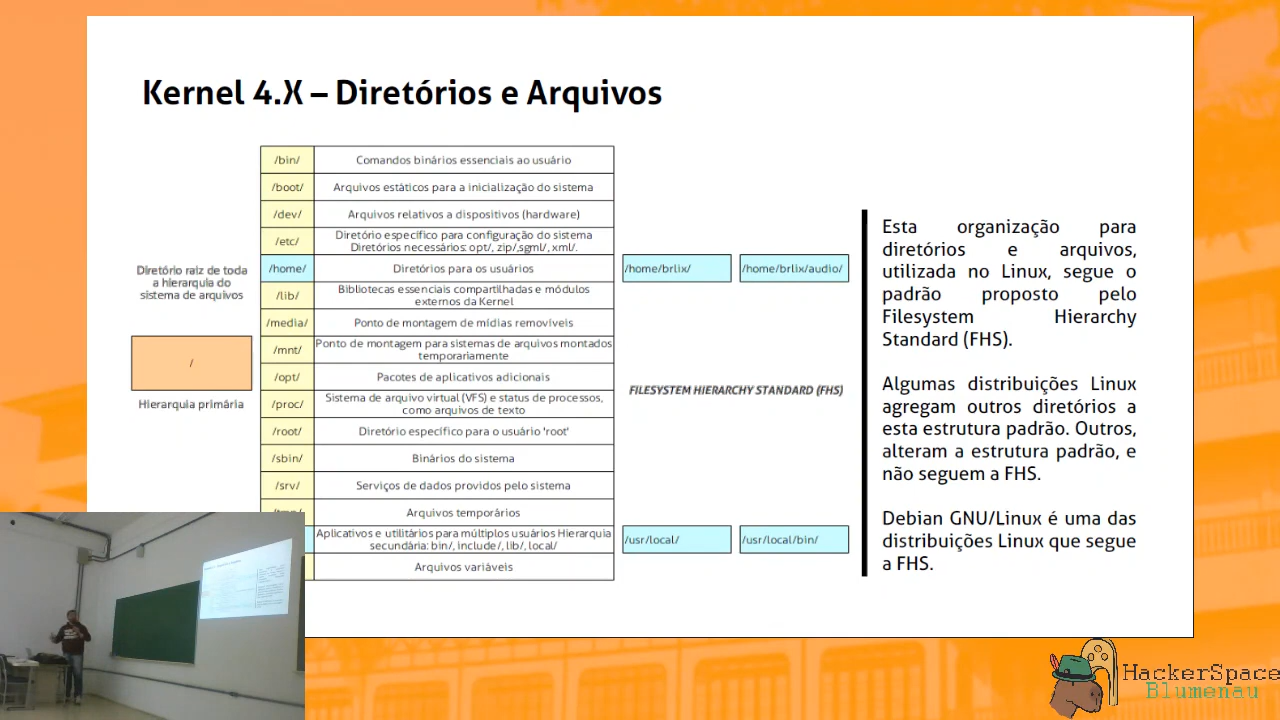 Kernel 4.X – Diretórios e Arquivos
/bin/ Comandos binários essenciais ao usuário
/boot/ Arquivos estáticos para a inicialização do sistema
/dev/ Arquivos relativos a dispositivos (hardware)
/etc/ Diretório específico para configuração do sistema
Diretórios necessários: opt/, zip/,sgml/, xml/.
/home/ Diretórios para os usuários
/home/brlix/ /home/brlix/audio/
/lib/ Bibliotecas essenciais compartilhadas e módulos
externos da Kernel
/media/ Ponto de montagem de mídias removíveis
/mnt/ Ponto de montagem para sistemas de arquivos montados
temporariamente
/opt/ Pacotes de aplicativos adicionais
/proc/ Sistema de arquivo virtual (VFS) e status de processos,
como arquivos de texto
/root/ Diretório específico para o usuário 'root'
/sbin/ Binários do sistema
/srv/ Serviços de dados providos pelo sistema
Arquivos temporários
Aplicativos e utilitários para múltiplos usuários Hierarquia
secundária: bin/, include/, lib/, local/
/usr/local/ /usr/local/bin/
Arquivos variáveis
Diretório raiz de toda
a hierarquia do
sistema de arquivos
/
Hierarquia primária
FILESYSTEM HIERARCHY STANDARD (FHS)
Esta organização para
diretórios e arquivos,
utilizada no Linux, segue o
padrão proposto pelo
Filesystem Hierarchy
Standard (FHS).
Algumas distribuições Linux
agregam outros diretórios a
esta estrutura padrão. Outros,
alteram a estrutura padrão, e
não seguem a FHS.
Debian GNU/Linux é uma das
distribuições Linux que segue
a FHS.
HackerSpace
Blumenau